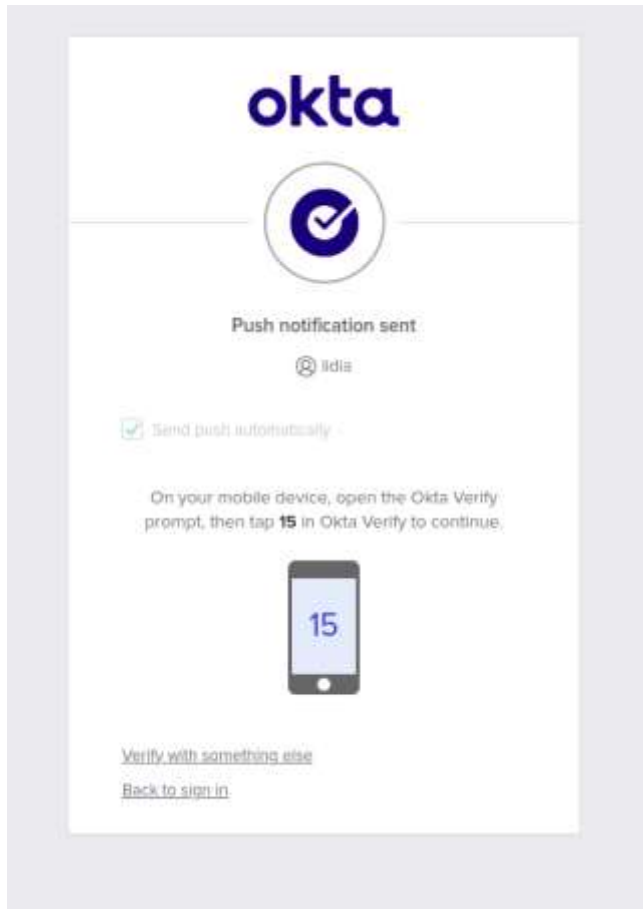 okta
Push notification sent
lidia
Send push automatically
On your mobile device, open the Okta Verify
prompt, then tap 15 in Okta Verify to continue.
15
Verify with something else
Back to sign in